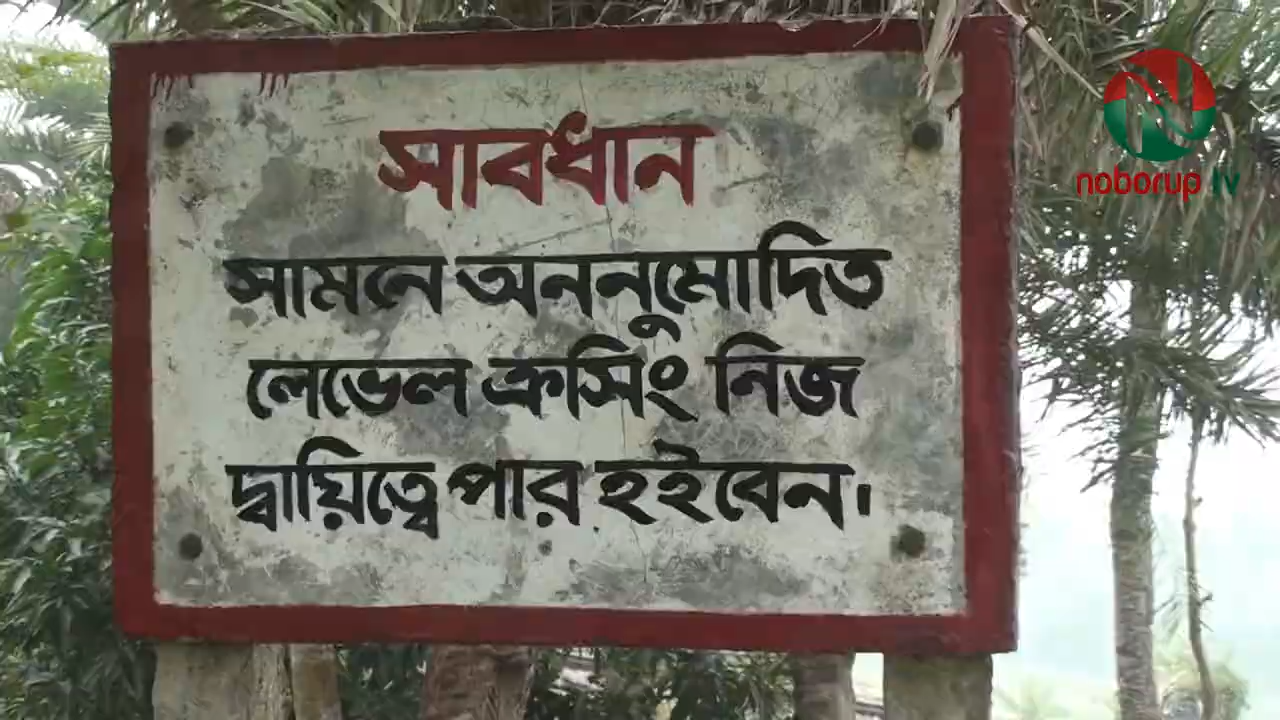 সাবধান
সামনে অননুমোদিত
লেভেল ক্রসিং নিজ
দ্বায়িত্বে পার হইবেন।
noborup tv